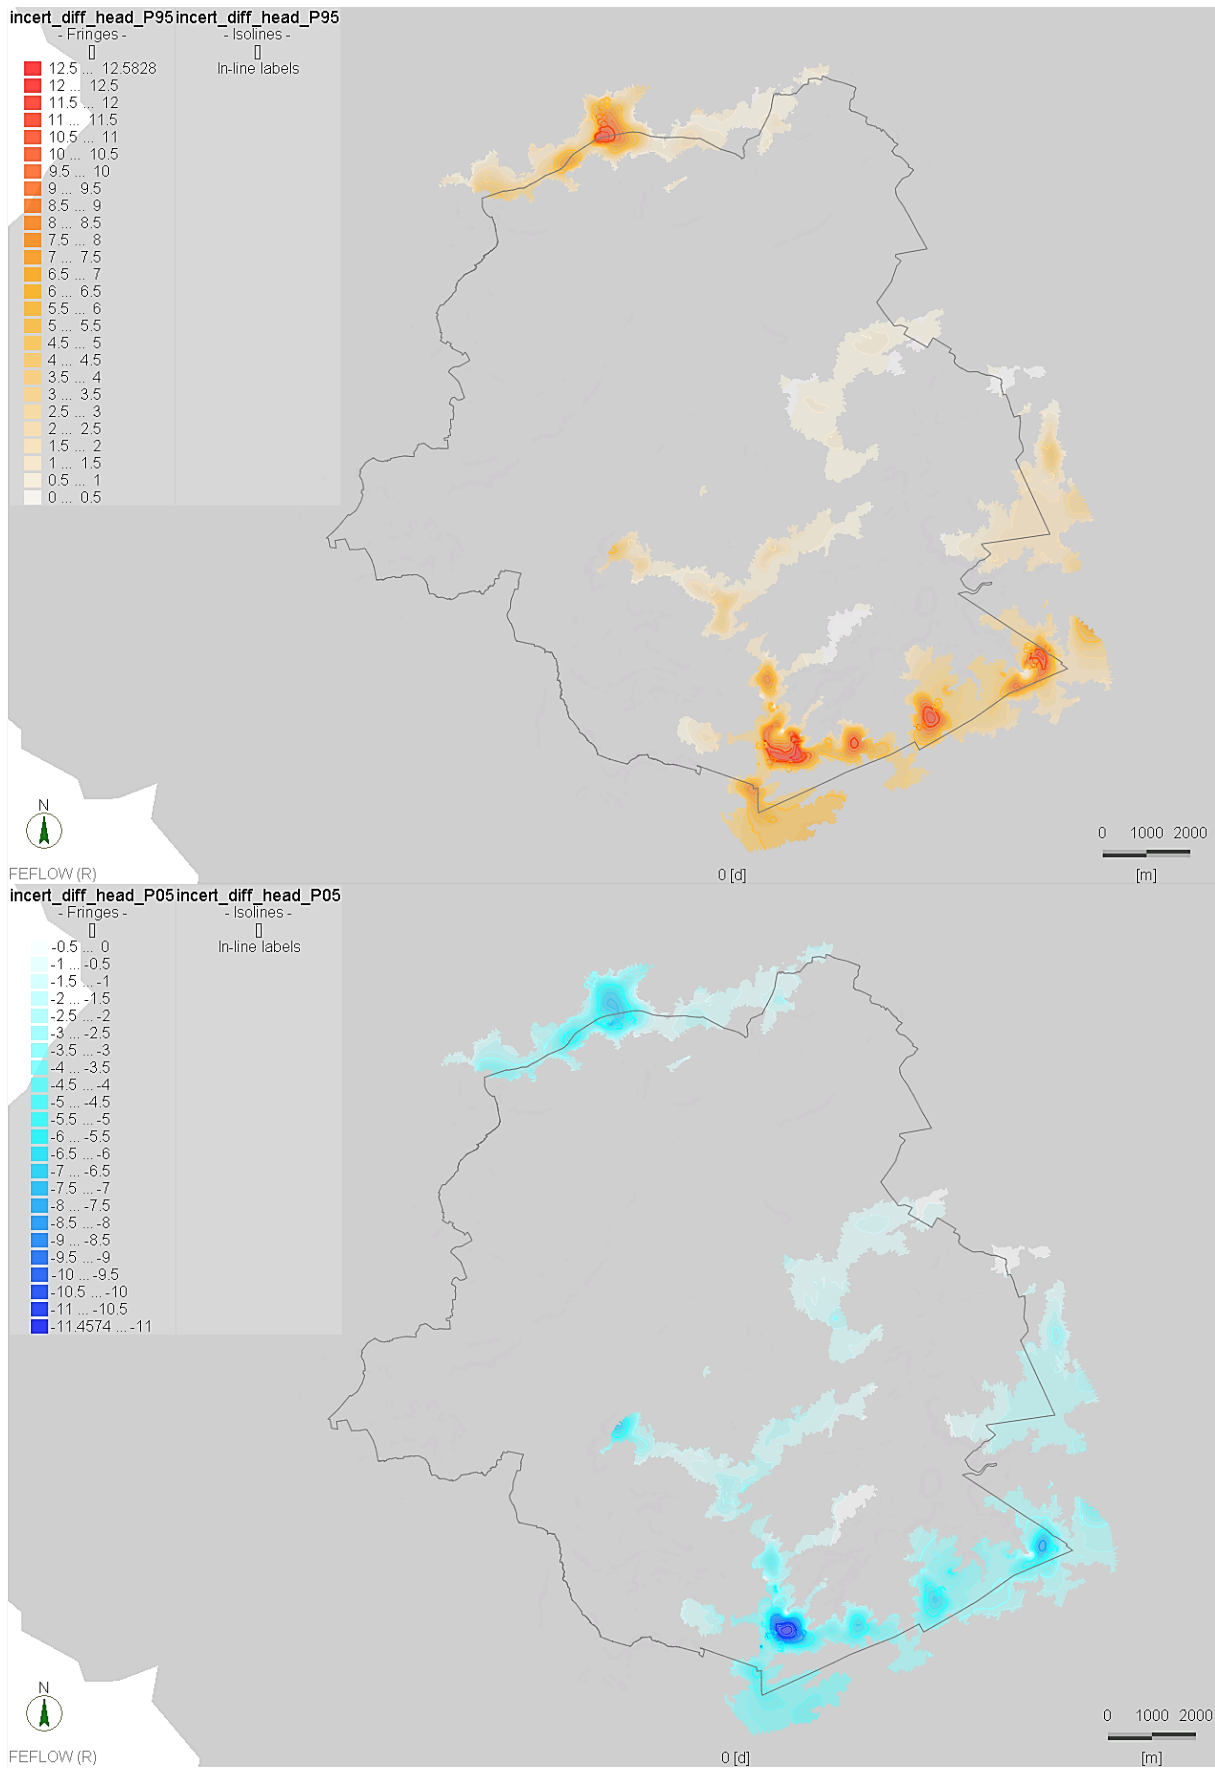 incert_diff_head_P95 incert_diff_head_P95
- Fringes - - Isolines -
[] []
In-line labels
12.5 ... 12.5828
12 ... 12.5
11.5 ... 12
11 ... 11.5
10.5 ... 11
10 ... 10.5
9.5 ... 10
9 ... 9.5
8.5 ... 9
8 ... 8.5
7.5 ... 8
7 ... 7.5
6.5 ... 7
6 ... 6.5
5.5 ... 6
5 ... 5.5
4.5 ... 5
4 ... 4.5
3.5 ... 4
3 ... 3.5
2.5 ... 3
2 ... 2.5
1.5 ... 2
1 ... 1.5
0.5 ... 1
0 ... 0.5
N
0 1000 2000
FEFLOW (R)
0 [d]
[m]
incert_diff_head_P05 incert_diff_head_P05
- Fringes - - Isolines -
[] []
In-line labels
-0.5 ... 0
-1 ... -0.5
-1.5 ... -1
-2 ... -1.5
-2.5 ... -2
-3 ... -2.5
-3.5 ... -3
-4 ... -3.5
-4.5 ... -4
-5 ... -4.5
-5.5 ... -5
-6 ... -5.5
-6.5 ... -6
-7 ... -6.5
-7.5 ... -7
-8 ... -7.5
-8.5 ... -8
-9 ... -8.5
-9.5 ... -9
-10 ... -9.5
-10.5 ... -10
-11 ... -10.5
-11.4574 ... -11
N
0 1000 2000
FEFLOW (R)
0 [d]
[m]